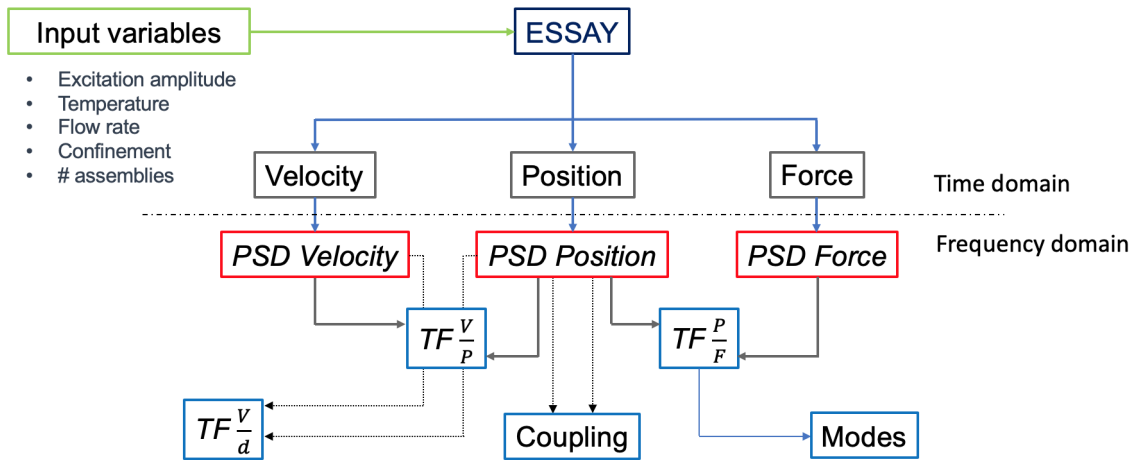 Input variables
ESSAY
• Excitation amplitude
• Temperature
• Flow rate
• Confinement
• # assemblies
Velocity
Position
Force
Time domain
PSD Velocity
PSD Position
PSD Force
Frequency domain
TF V/P
TF P/F
TF V/d
Coupling
Modes